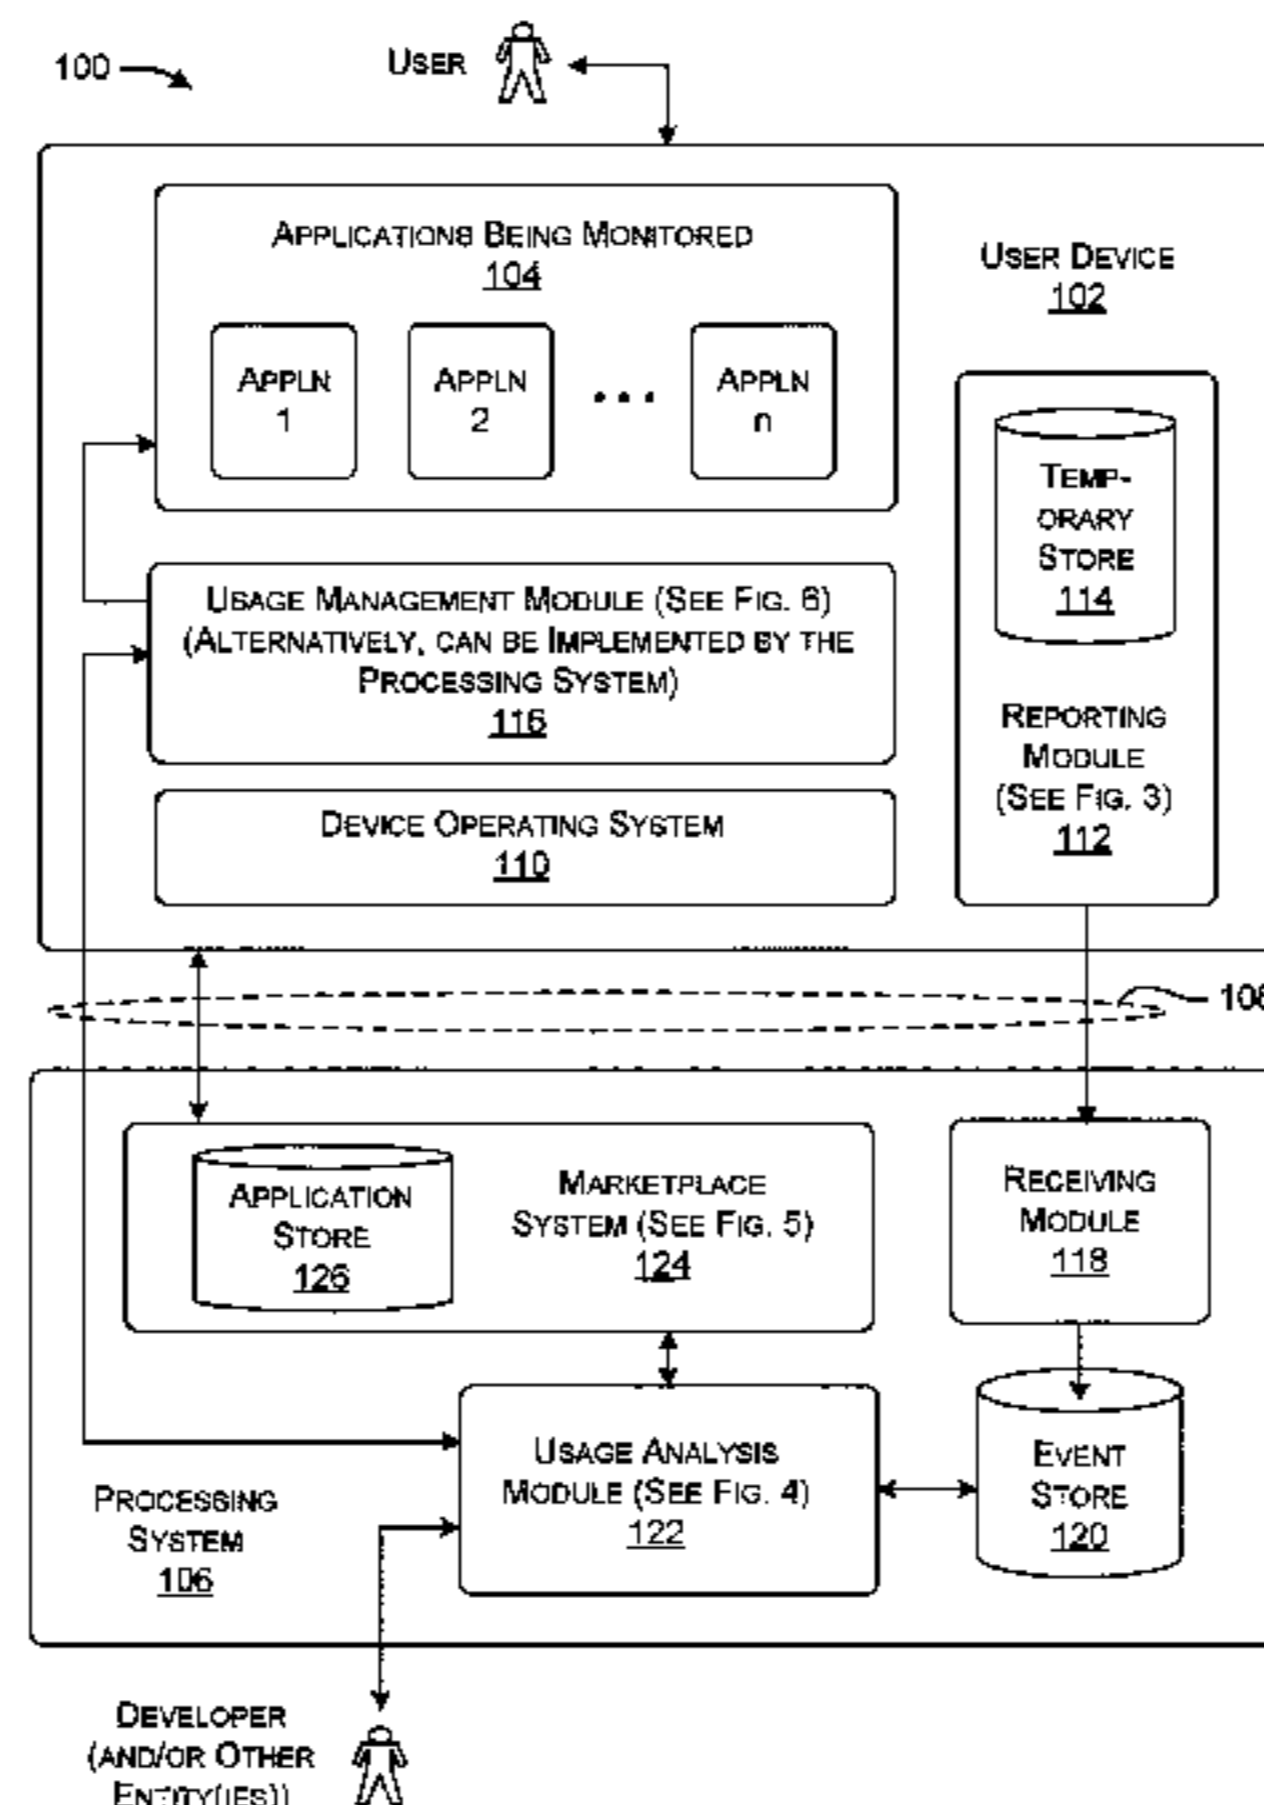 100
USER
APPLICATIONS BEING MONITORED
104
APPLN
1
APPLN
2
...
APPLN
n
USER DEVICE
102
TEMP-
ORARY
STORE
114
REPORTING
MODULE
(SEE FIG. 3)
112
USAGE MANAGEMENT MODULE (SEE FIG. 6)
(ALTERNATIVELY, CAN BE IMPLEMENTED BY THE
PROCESSING SYSTEM)
116
DEVICE OPERATING SYSTEM
110
108
APPLICATION
STORE
126
MARKETPLACE
SYSTEM (SEE FIG. 5)
124
RECEIVING
MODULE
118
USAGE ANALYSIS
MODULE (SEE FIG. 4)
122
EVENT
STORE
120
PROCESSING
SYSTEM
106
DEVELOPER
(AND/OR OTHER
ENTITY(IES))